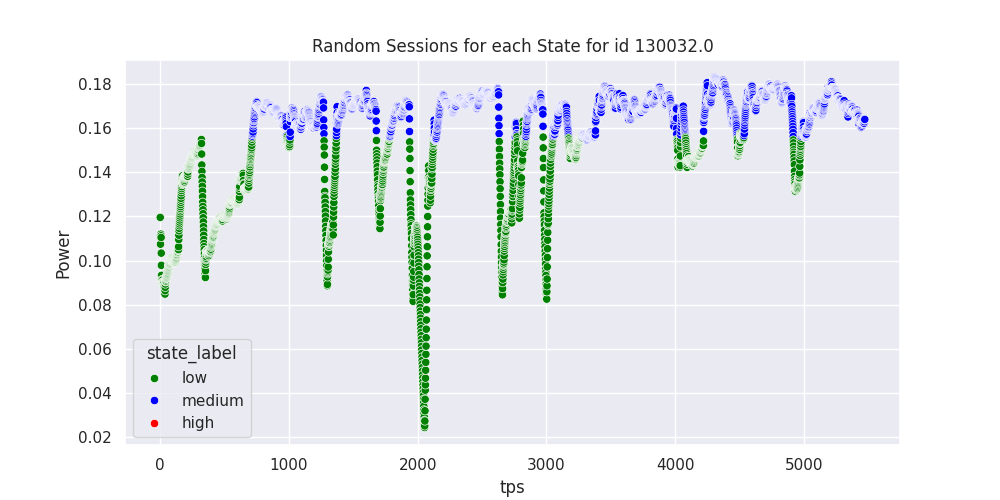 Random Sessions for each State for id 130032.0
Power
0.18
0.16
0.14
0.12
0.10
0.08
0.06
0.04
0.02
state_label
low
medium
high
0 1000 2000 3000 4000 5000
tps